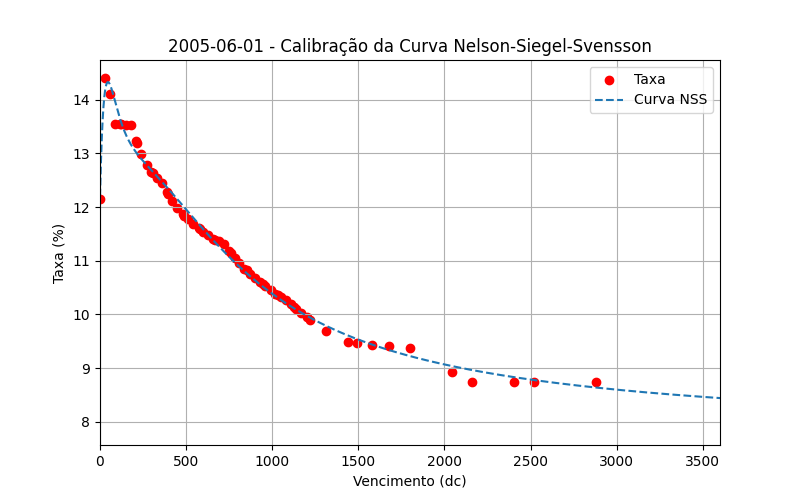 2005-06-01 - Calibração da Curva Nelson-Siegel-Svensson
Taxa
Curva NSS
Taxa (%)
14
13
12
11
10
9
8
0 500 1000 1500 2000 2500 3000 3500
Vencimento (dc)